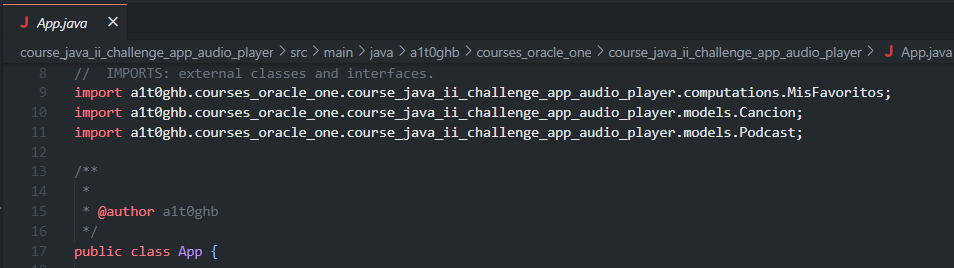 J App.java ×
course_java_ii_challenge_app_audio_player > src > main > java > a1t0ghb > courses_oracle_one > course_java_ii_challenge_app_audio_player > J App.java
8 //  IMPORTS: external classes and interfaces.
9 import a1t0ghb.courses_oracle_one.course_java_ii_challenge_app_audio_player.computations.MisFavoritos;
10 import a1t0ghb.courses_oracle_one.course_java_ii_challenge_app_audio_player.models.Cancion;
11 import a1t0ghb.courses_oracle_one.course_java_ii_challenge_app_audio_player.models.Podcast;
12
13 /**
14  *
15  * @author a1t0ghb
16  */
17 public class App {